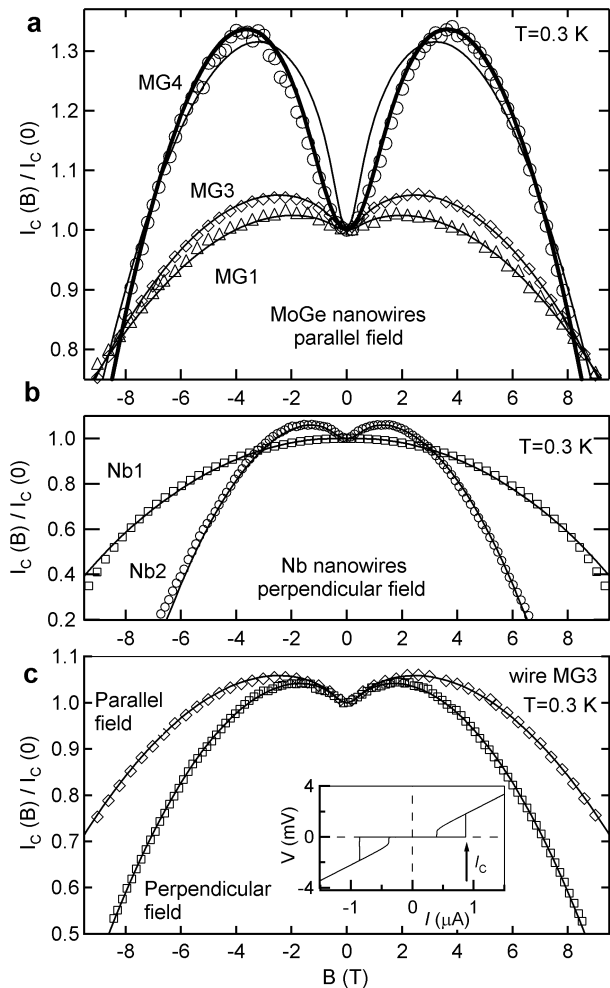 a
T=0.3 K
MG4
MG3
MG1
MoGe nanowires
parallel field
I_C (B) / I_C (0)
1.3
1.2
1.1
1.0
0.9
0.8
-8 -6 -4 -2 0 2 4 6 8
b
T=0.3 K
Nb1
Nb2
Nb nanowires
perpendicular field
I_C (B) / I_C (0)
1.0
0.8
0.6
0.4
0.2
-8 -6 -4 -2 0 2 4 6 8
c
wire MG3
T=0.3 K
Parallel
field
Perpendicular
field
I_C (B) / I_C (0)
1.1
1.0
0.9
0.8
0.7
0.6
0.5
V (mV)
4
0
-4
I_C
-1 0 1
I (μA)
-8 -6 -4 -2 0 2 4 6 8
B (T)